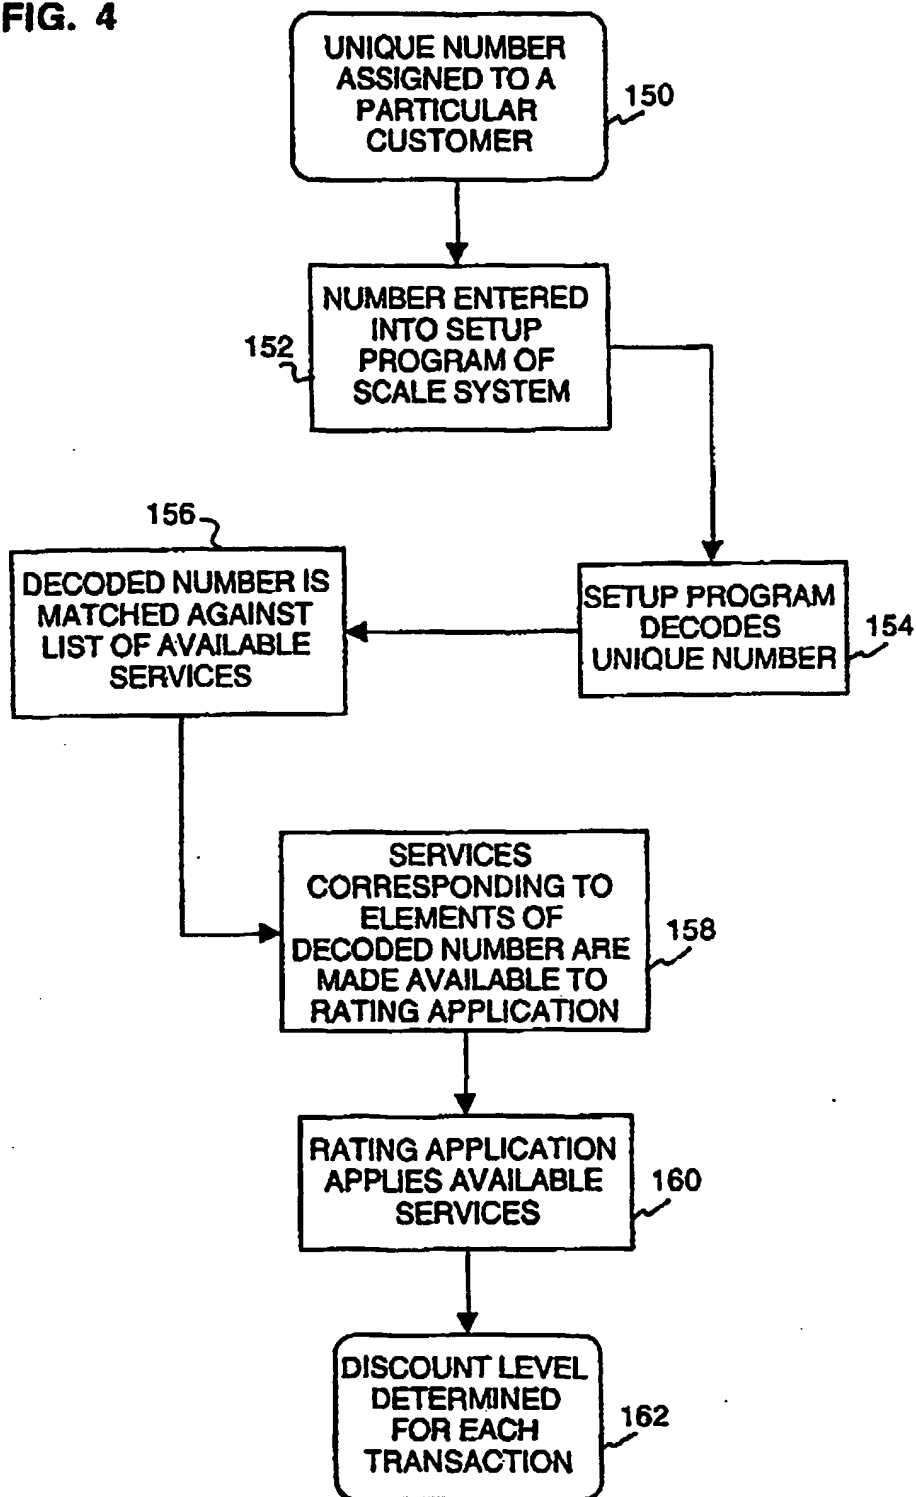 FIG. 4
UNIQUE NUMBER
ASSIGNED TO A
PARTICULAR
CUSTOMER
150
NUMBER ENTERED
INTO SETUP
PROGRAM OF
SCALE SYSTEM
152
SETUP PROGRAM
DECODES
UNIQUE NUMBER
154
156
DECODED NUMBER IS
MATCHED AGAINST
LIST OF AVAILABLE
SERVICES
SERVICES
CORRESPONDING TO
ELEMENTS OF
DECODED NUMBER ARE
MADE AVAILABLE TO
RATING APPLICATION
158
RATING APPLICATION
APPLIES AVAILABLE
SERVICES
160
DISCOUNT LEVEL
DETERMINED
FOR EACH
TRANSACTION
162